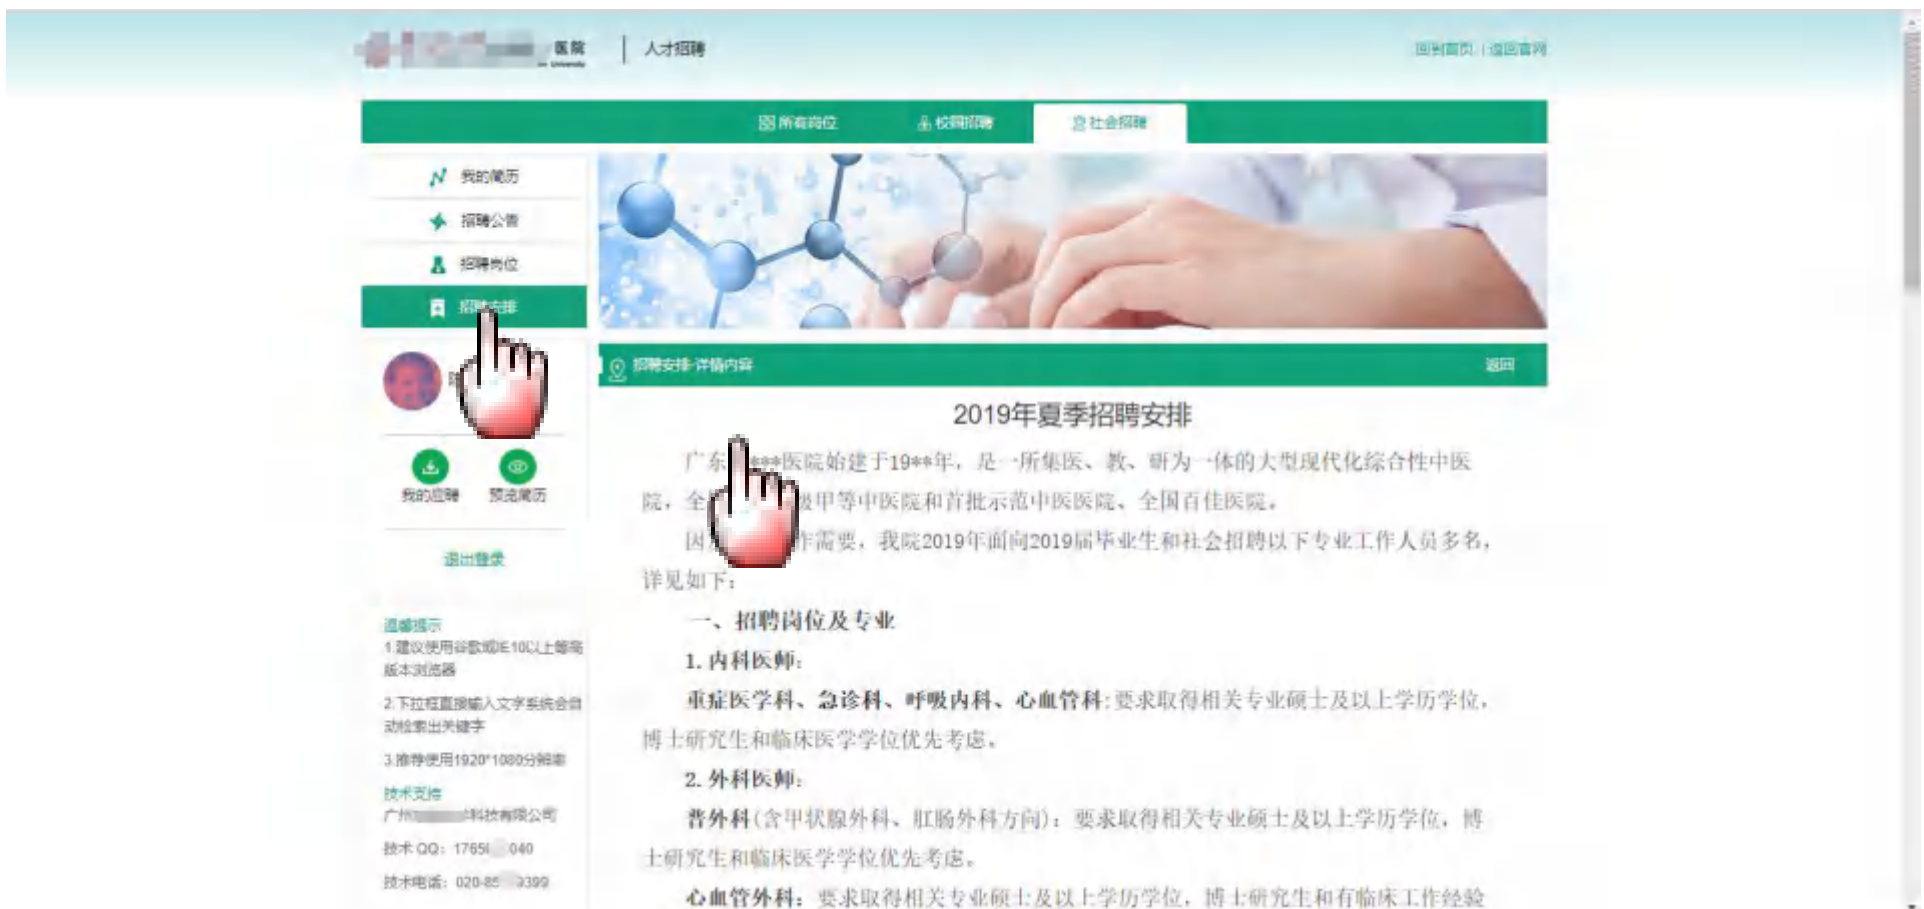 医院
人才招聘
回到首页 | 返回官网
所有岗位
校园招聘
社会招聘
我的简历
招聘公告
招聘岗位
招聘安排
招聘安排-详情内容
返回
我的应聘
预览简历
退出登录
温馨提示
1.建议使用谷歌或IE10以上等高
版本浏览器
2.下拉框直接输入文字系统会自
动检索出关键字
3.推荐使用1920*1080分辨率
技术支持
广州 科技有限公司
技术 QQ：1765 040
技术电话：020-85 9399
2019年夏季招聘安排
广东 ***医院始建于19**年，是一所集医、教、研为一体的大型现代化综合性中医
院，全 级甲等中医院和首批示范中医医院、全国百佳医院。
因 作需要，我院2019年面向2019届毕业生和社会招聘以下专业工作人员多名，
详见如下：
一、招聘岗位及专业
1. 内科医师：
重症医学科、急诊科、呼吸内科、心血管科：要求取得相关专业硕士及以上学历学位，
博士研究生和临床医学学位优先考虑。
2. 外科医师：
普外科(含甲状腺外科、肛肠外科方向)：要求取得相关专业硕士及以上学历学位，博
士研究生和临床医学学位优先考虑。
心血管外科：要求取得相关专业硕士及以上学历学位，博士研究生和有临床工作经验